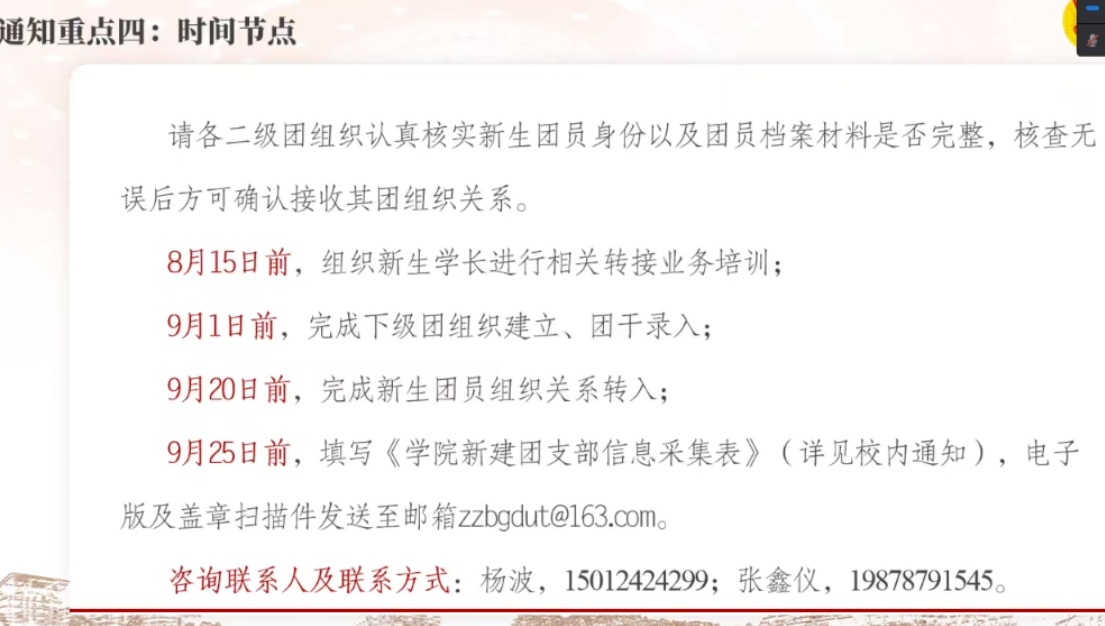 通知重点四：时间节点
请各二级团组织认真核实新生团员身份以及团员档案材料是否完整，核查无
误后方可确认接收其团组织关系。
8月15日前，组织新生学长进行相关转接业务培训；
9月1日前，完成下级团组织建立、团干录入；
9月20日前，完成新生团员组织关系转入；
9月25日前，填写《学院新建团支部信息采集表》（详见校内通知），电子
版及盖章扫描件发送至邮箱zzbgdut@163.com。
咨询联系人及联系方式：杨波，15012424299；张鑫仪，19878791545。